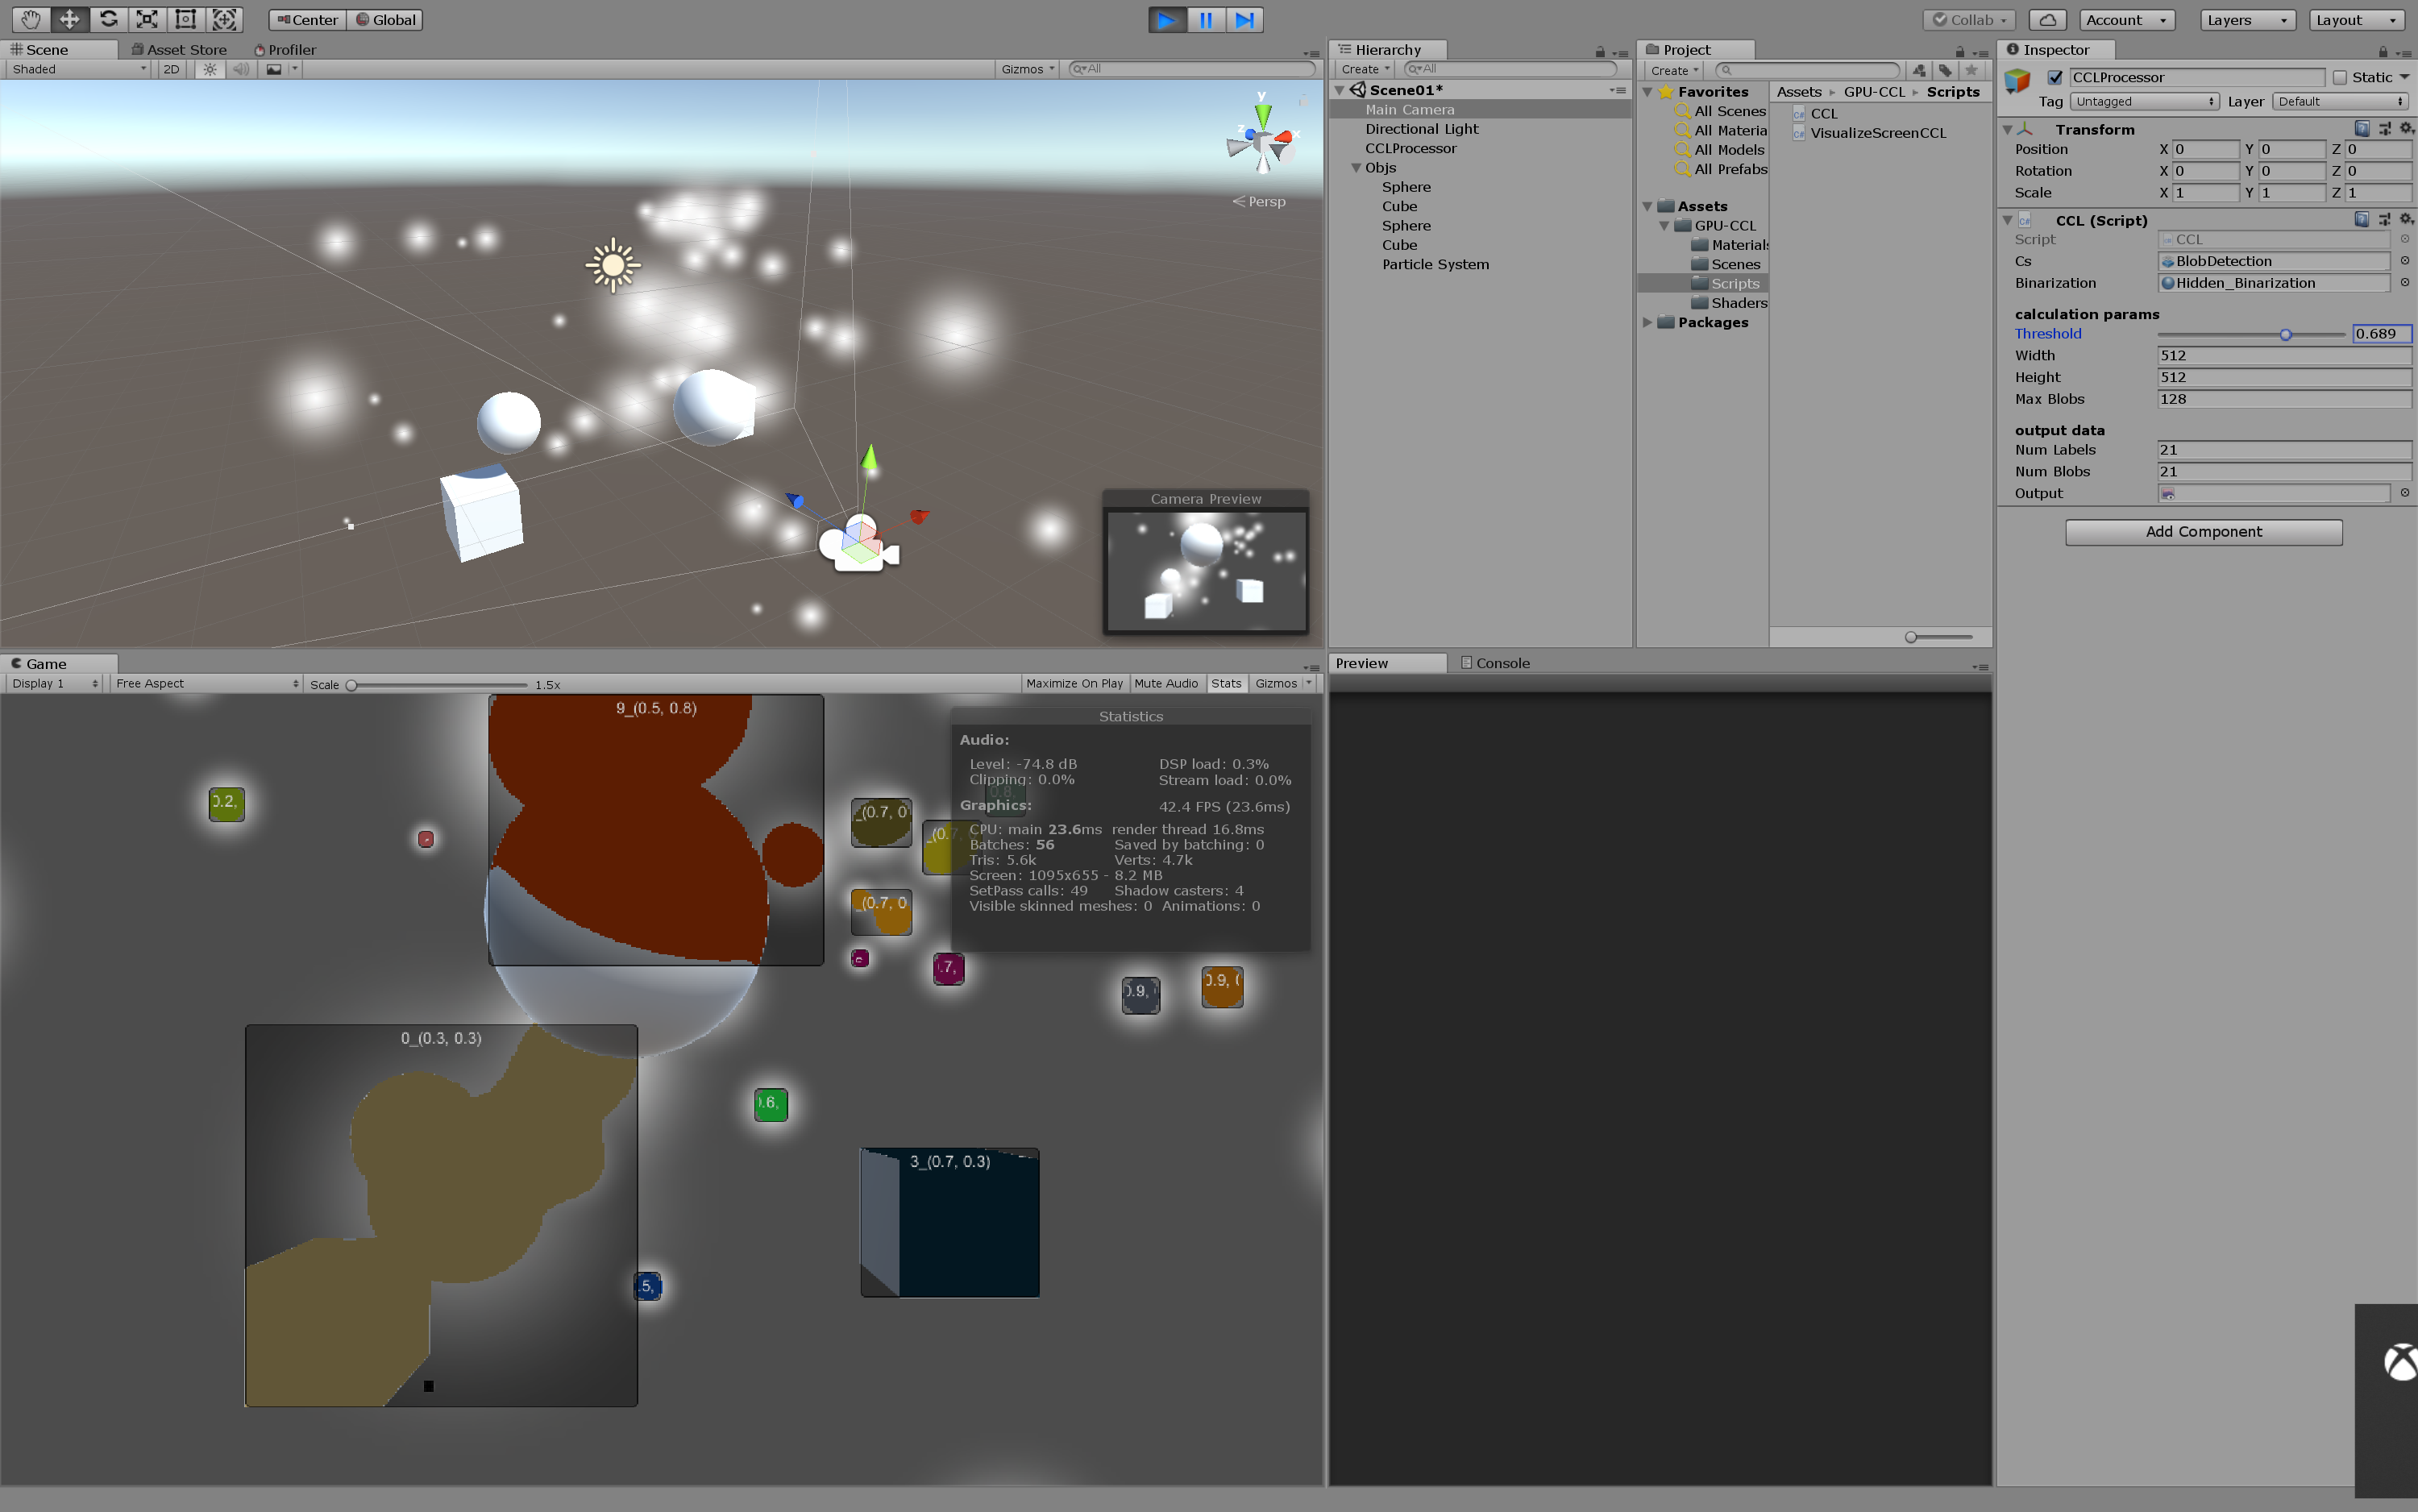 Center Global
Collab Account Layers Layout
Scene Asset Store Profiler
Shaded 2D Gizmos All
y
x
z
Persp
Camera Preview
Hierarchy
Create All
Scene01*
Main Camera
Directional Light
CCLProcessor
Objs
Sphere
Cube
Sphere
Cube
Particle System
Project
Create
Favorites
All Scenes
All Materia
All Models
All Prefabs
Assets
GPU-CCL
Materials
Scenes
Scripts
Shaders
Packages
Assets GPU-CCL Scripts
CCL
VisualizeScreenCCL
Inspector
CCLProcessor Static
Tag Untagged Layer Default
Transform
Position X 0 Y 0 Z 0
Rotation X 0 Y 0 Z 0
Scale X 1 Y 1 Z 1
CCL (Script)
Script CCL
Cs BlobDetection
Binarization Hidden_Binarization
calculation params
Threshold 0.689
Width 512
Height 512
Max Blobs 128
output data
Num Labels 21
Num Blobs 21
Output
Add Component
Game
Display 1 Free Aspect Scale 1.5x Maximize On Play Mute Audio Stats Gizmos
9_(0.5, 0.8)
0.2,
_(0.7, 0
_(0.7, 0
.7,
0.9,
0.9, (
0_(0.3, 0.3)
0.6,
3_(0.7, 0.3)
5,
Statistics
Audio:
Level: -74.8 dB DSP load: 0.3%
Clipping: 0.0% Stream load: 0.0%
0.8,
Graphics: 42.4 FPS (23.6ms)
CPU: main 23.6ms render thread 16.8ms
Batches: 56 Saved by batching: 0
Tris: 5.6k Verts: 4.7k
Screen: 1095x655 - 8.2 MB
SetPass calls: 49 Shadow casters: 4
Visible skinned meshes: 0 Animations: 0
Preview Console